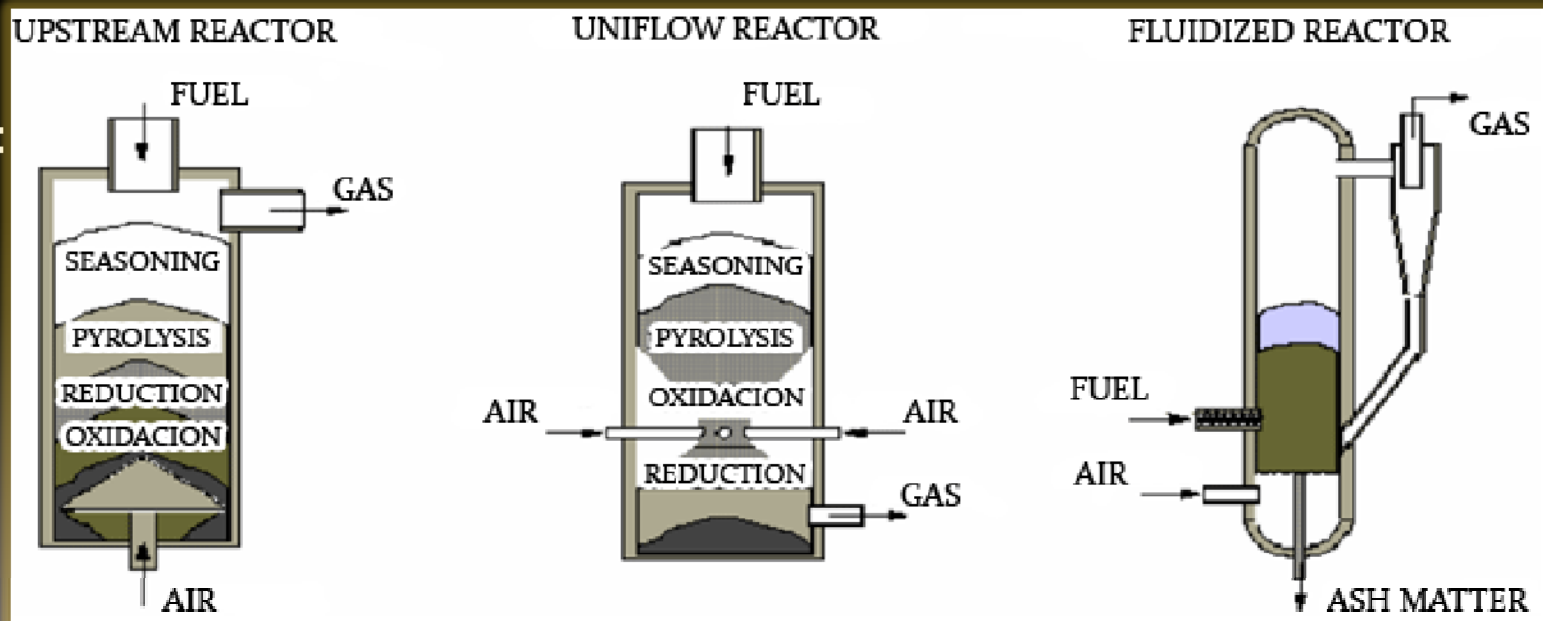 UPSTREAM REACTOR
FUEL
GAS
SEASONING
PYROLYSIS
REDUCTION
OXIDACION
AIR
UNIFLOW REACTOR
FUEL
SEASONING
PYROLYSIS
OXIDACION
AIR
AIR
REDUCTION
GAS
FLUIDIZED REACTOR
GAS
FUEL
AIR
ASH MATTER